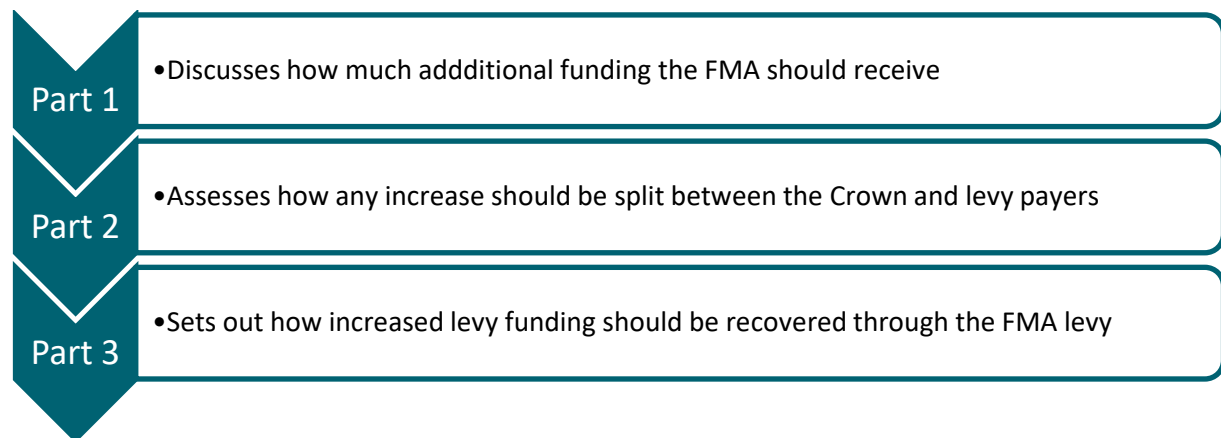 Part 1
•Discusses how much addditional funding the FMA should receive
Part 2
•Assesses how any increase should be split between the Crown and levy payers
Part 3
•Sets out how increased levy funding should be recovered through the FMA levy